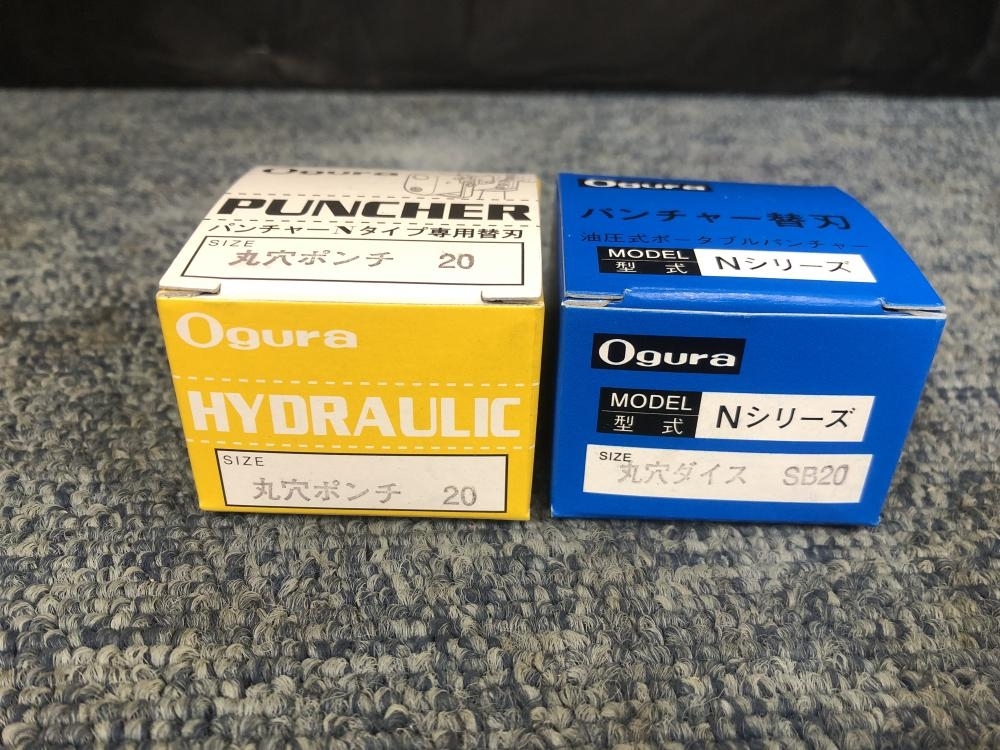 Ogura
PUNCHER
パンチャーNタイプ専用替刃
SIZE
丸穴ポンチ 20
Ogura
HYDRAULIC
SIZE
丸穴ポンチ 20
Ogura
パンチャー替刃
油圧式ポータブルパンチャー
MODEL
型式 Nシリーズ
Ogura
MODEL
型式 Nシリーズ
SIZE
丸穴ダイス SB20